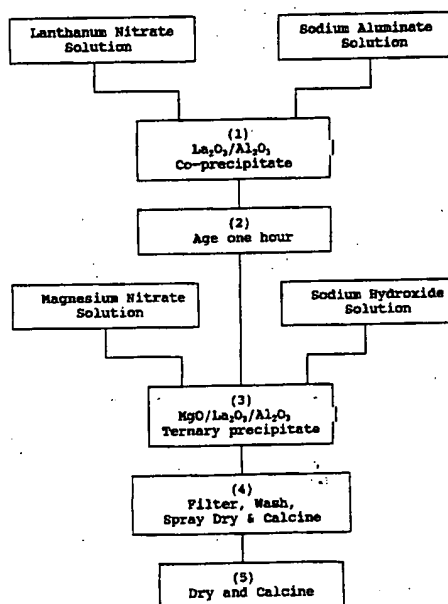 Lanthanum Nitrate
Solution
Sodium Aluminate
Solution
(1)
La₂O₃/Al₂O₃
Co-precipitate
(2)
Age one hour
Magnesium Nitrate
Solution
Sodium Hydroxide
Solution
(3)
MgO/La₂O₃/Al₂O₃
Ternary precipitate
(4)
Filter, Wash,
Spray Dry & Calcine
(5)
Dry and Calcine